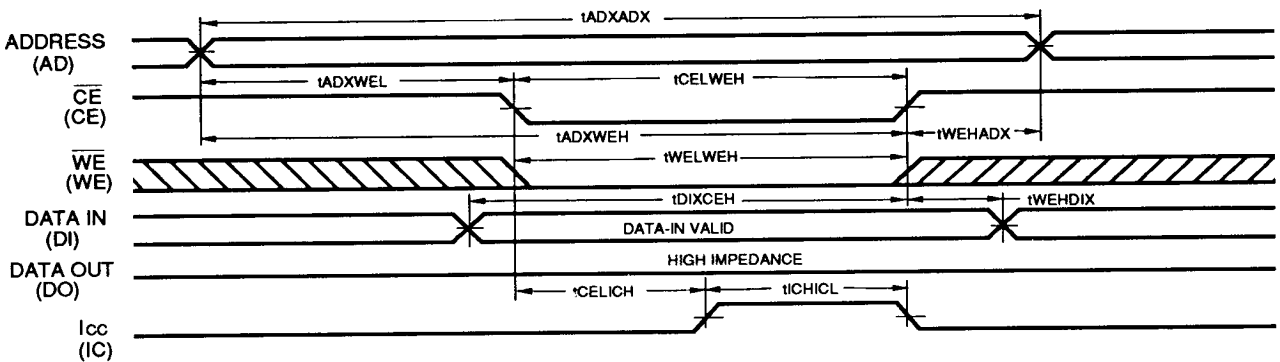 tADXADX
ADDRESS
(AD)
tADXWEL
tCELWEH
CE
(CE)
tADXWEH
tWEHADX
WE
(WE)
tWELWEH
tDIXCEH
tWEHDIX
DATA IN
(DI)
DATA-IN VALID
DATA OUT
(DO)
HIGH IMPEDANCE
tCELICH
tICHICL
Icc
(IC)